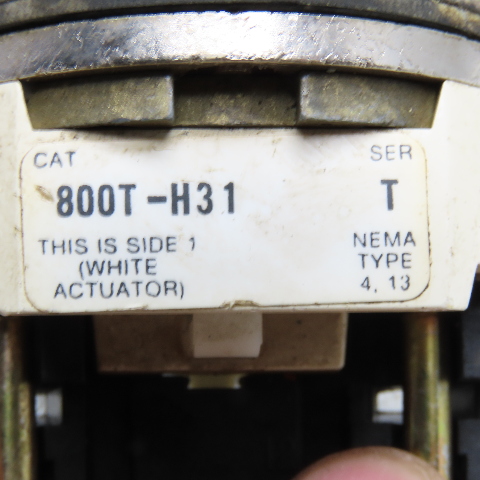 CAT SER
800T-H31 T
THIS IS SIDE 1 NEMA
(WHITE TYPE
ACTUATOR) 4, 13